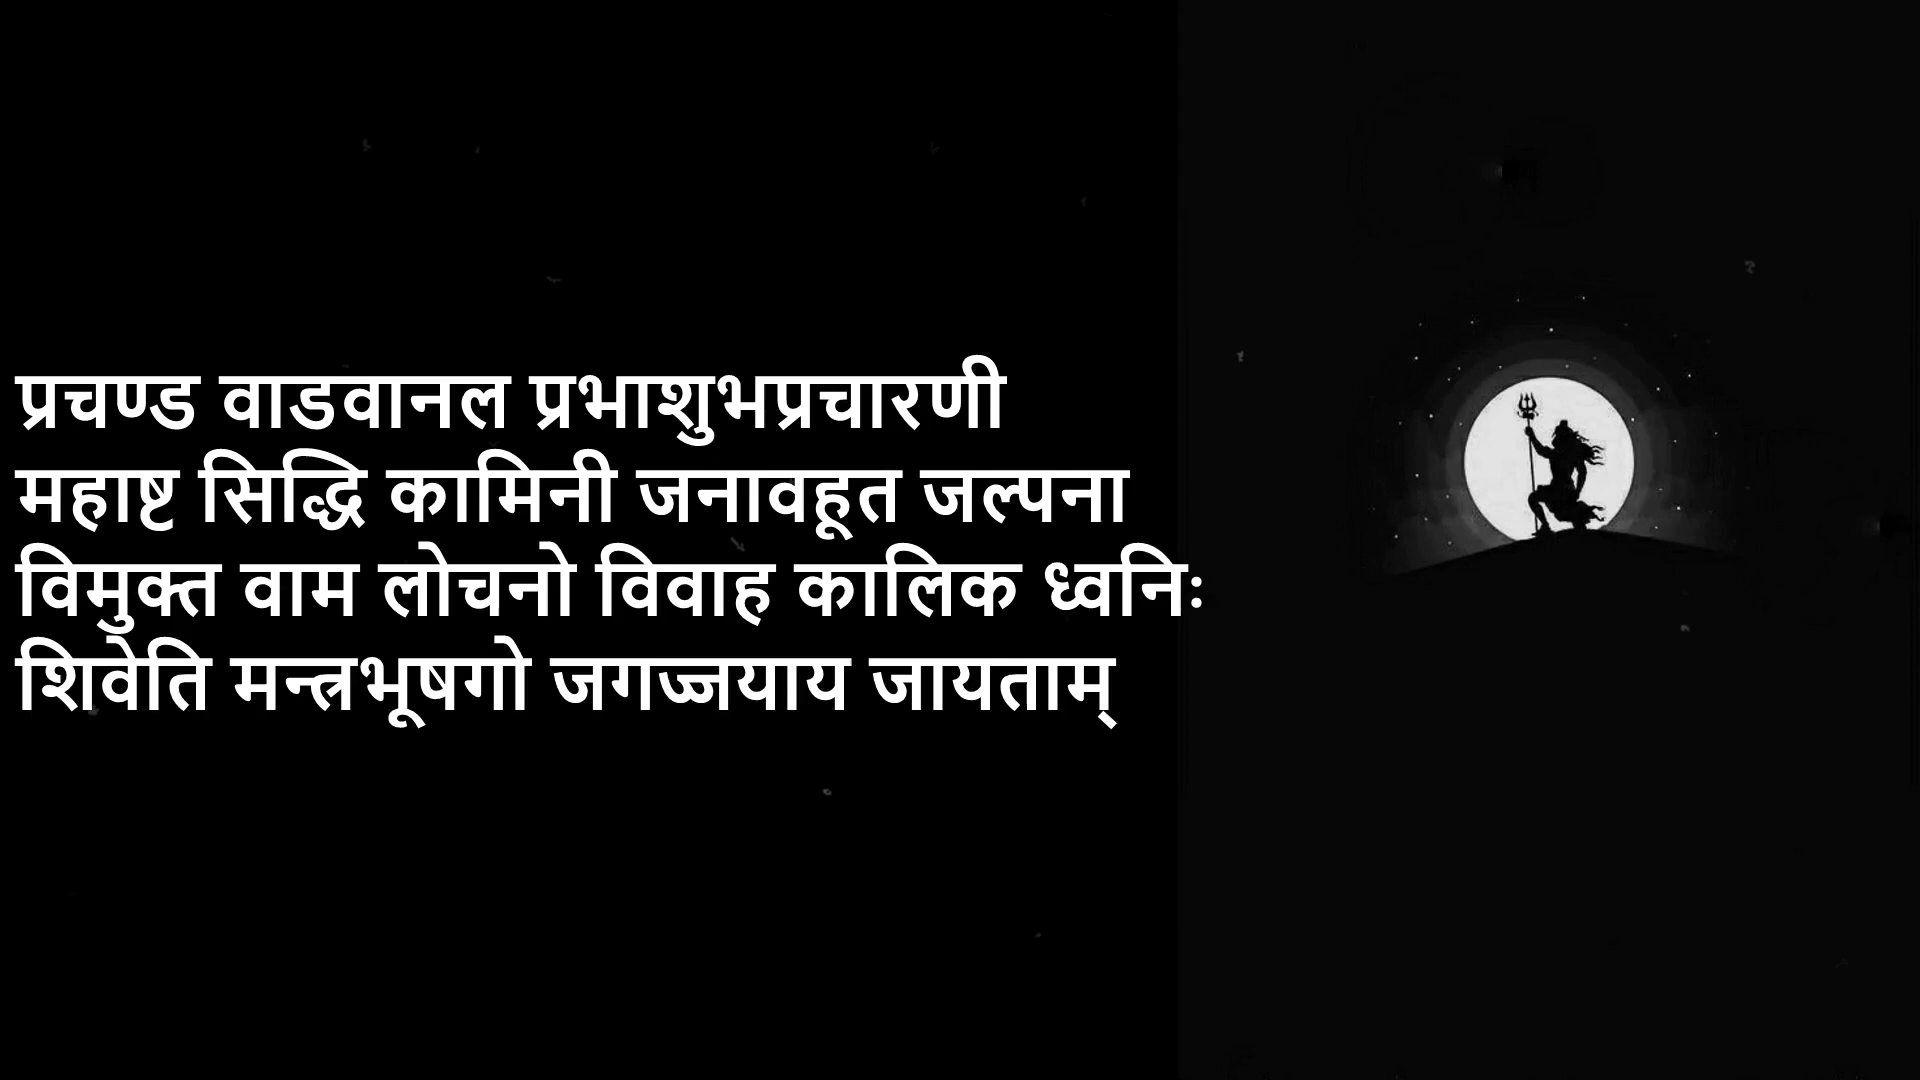 प्रचण्ड वाडवानल प्रभाशुभप्रचारणी
महाष्ट सिद्धि कामिनी जनावहूत जल्पना
विमुक्त वाम लोचनो विवाह कालिक ध्वनिः
शिवेति मन्त्रभूषगो जगज्जयाय जायताम्